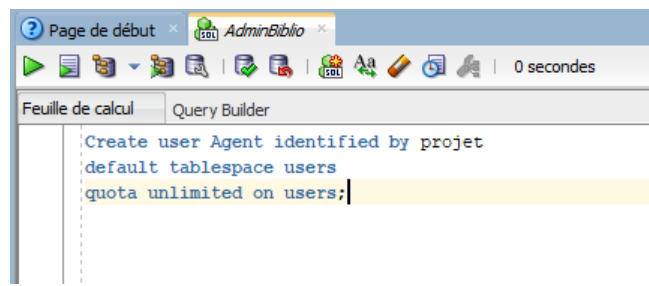 Page de début AdminBiblio
0 secondes
Feuille de calcul Query Builder
Create user Agent identified by projet
default tablespace users
quota unlimited on users;